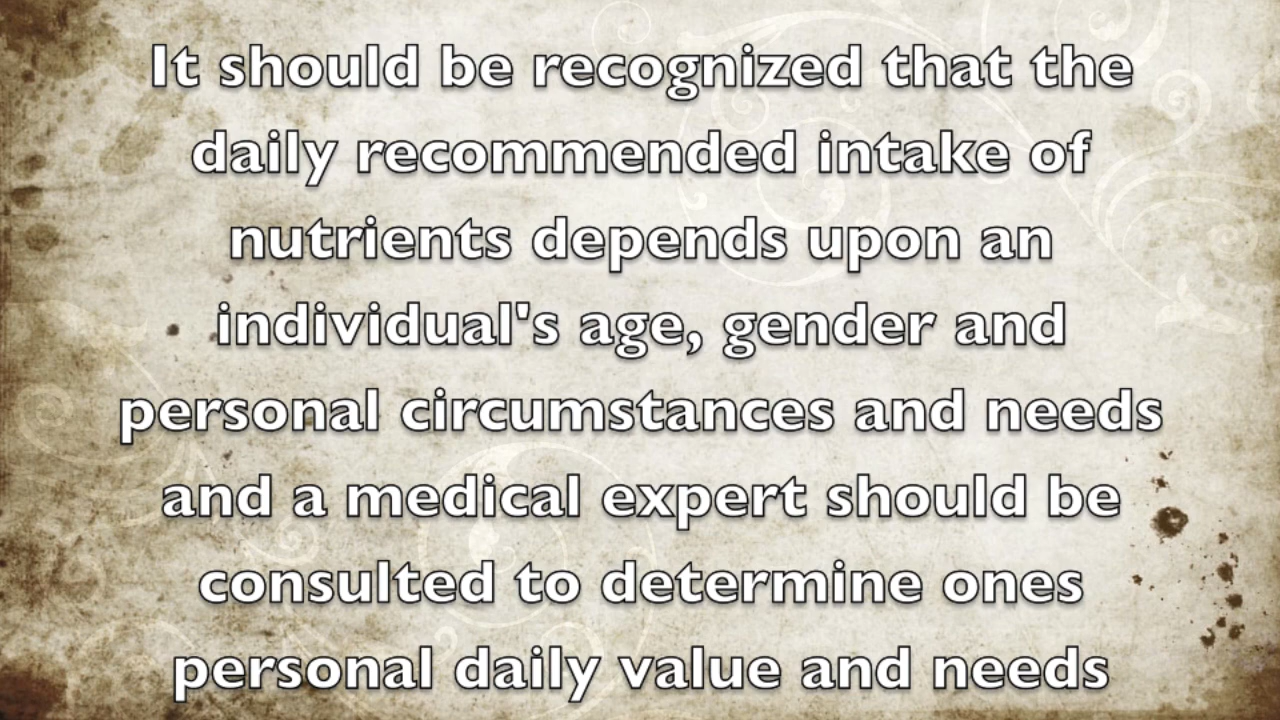 It should be recognized that the
daily recommended intake of
nutrients depends upon an
individual's age, gender and
personal circumstances and needs
and a medical expert should be
consulted to determine ones
personal daily value and needs